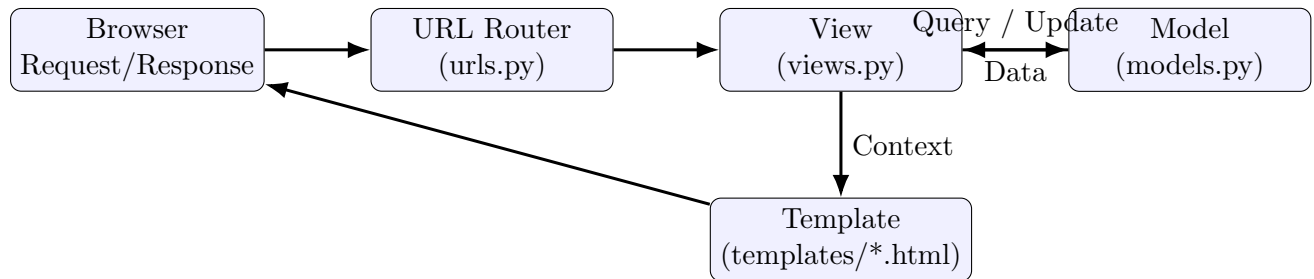 Browser
Request/Response
URL Router
(urls.py)
View
(views.py)
Query / Update
Data
Model
(models.py)
Context
Template
(templates/*.html)